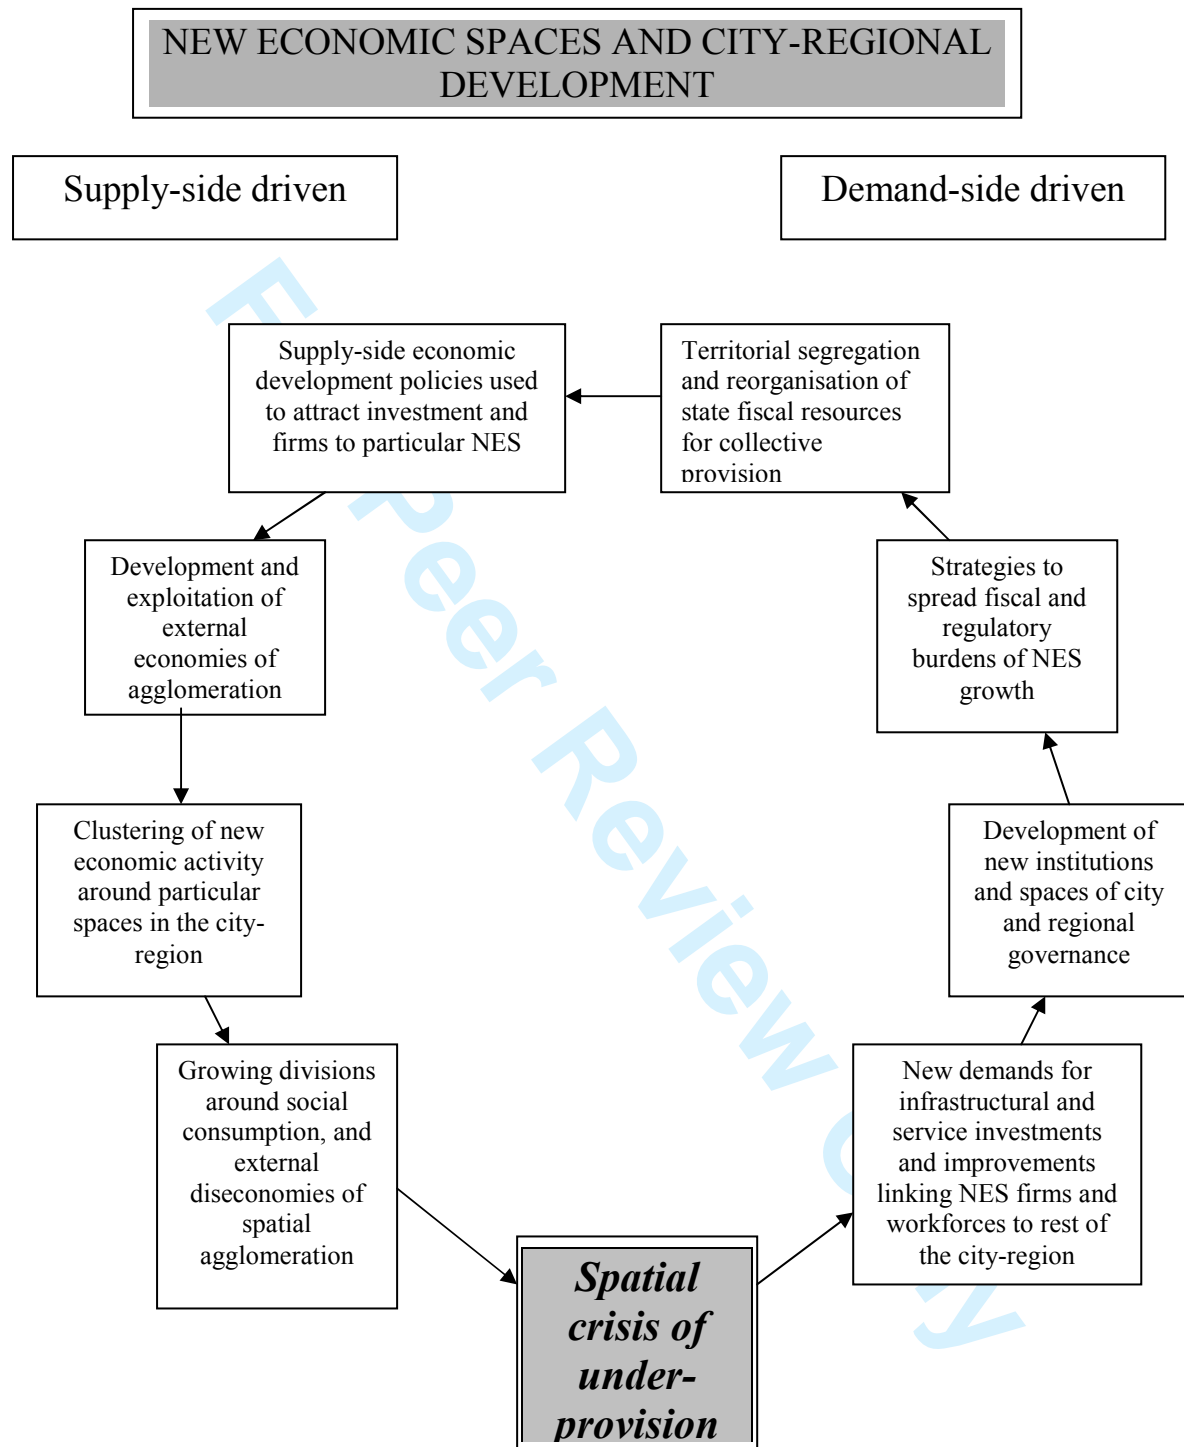 NEW ECONOMIC SPACES AND CITY-REGIONAL
DEVELOPMENT
Supply-side driven
Demand-side driven
Supply-side economic
development policies used
to attract investment and
firms to particular NES
Territorial segregation
and reorganisation of
state fiscal resources
for collective
provision
Development and
exploitation of
external
economies of
agglomeration
Strategies to
spread fiscal and
regulatory
burdens of NES
growth
Clustering of new
economic activity
around particular
spaces in the city-
region
Development of
new institutions
and spaces of city
and regional
governance
Growing divisions
around social
consumption, and
external
diseconomies of
spatial
agglomeration
New demands for
infrastructural and
service investments
and improvements
linking NES firms and
workforces to rest of
the city-region
Spatial
crisis of
under-
provision
For Peer Review Only